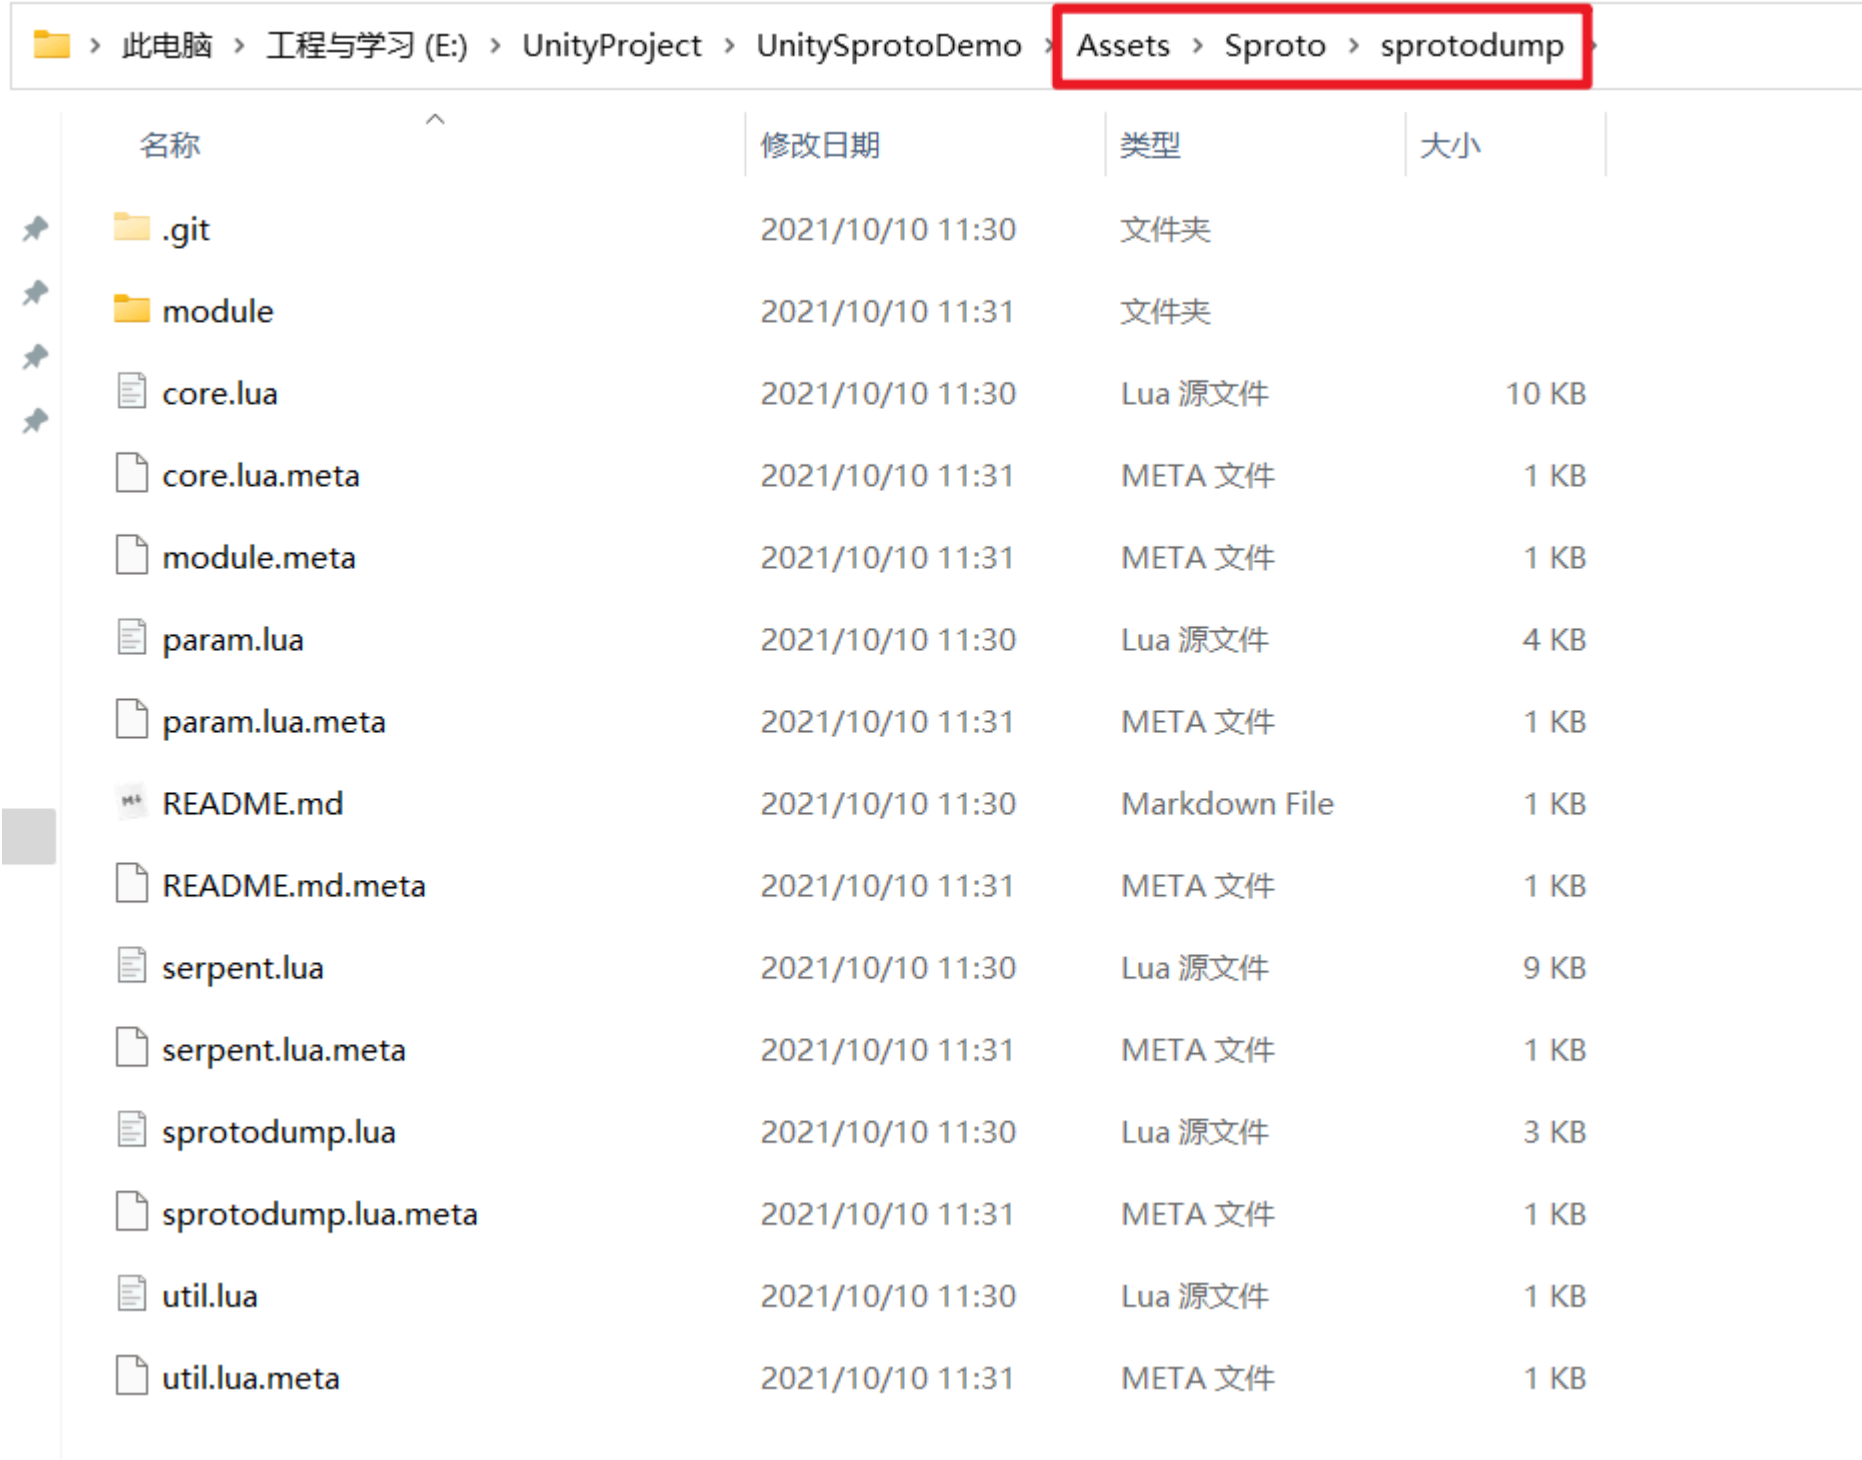 此电脑 > 工程与学习 (E:) > UnityProject > UnitySprotoDemo > Assets > Sproto > sprotodump
名称 修改日期 类型 大小
.git 2021/10/10 11:30 文件夹
module 2021/10/10 11:31 文件夹
core.lua 2021/10/10 11:30 Lua 源文件 10 KB
core.lua.meta 2021/10/10 11:31 META 文件 1 KB
module.meta 2021/10/10 11:31 META 文件 1 KB
param.lua 2021/10/10 11:30 Lua 源文件 4 KB
param.lua.meta 2021/10/10 11:31 META 文件 1 KB
README.md 2021/10/10 11:30 Markdown File 1 KB
README.md.meta 2021/10/10 11:31 META 文件 1 KB
serpent.lua 2021/10/10 11:30 Lua 源文件 9 KB
serpent.lua.meta 2021/10/10 11:31 META 文件 1 KB
sprotodump.lua 2021/10/10 11:30 Lua 源文件 3 KB
sprotodump.lua.meta 2021/10/10 11:31 META 文件 1 KB
util.lua 2021/10/10 11:30 Lua 源文件 1 KB
util.lua.meta 2021/10/10 11:31 META 文件 1 KB